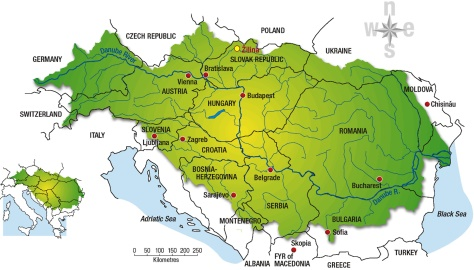 n
w e
s
POLAND
CZECH REPUBLIC
Žilina
UKRAINE
GERMANY
Danube River
SLOVAK REPUBLIC
Bratislava
Vienna
MOLDOVA
AUSTRIA
Budapest
Chisinău
HUNGARY
SWITZERLAND
ITALY
SLOVENIA
Ljubljana
Zagreb
ROMANIA
CROATIA
BOSNIA-
HERZEGOVINA
Belgrade
Bucharest
Sarajevo
Danube R.
SERBIA
Adriatic Sea
MONTENEGRO
BULGARIA
Black Sea
Sofia
0 50 100 150 200 250
Kilometres
Skopia
ALBANIA
FYR of
MACEDONIA
GREECE
TURKEY